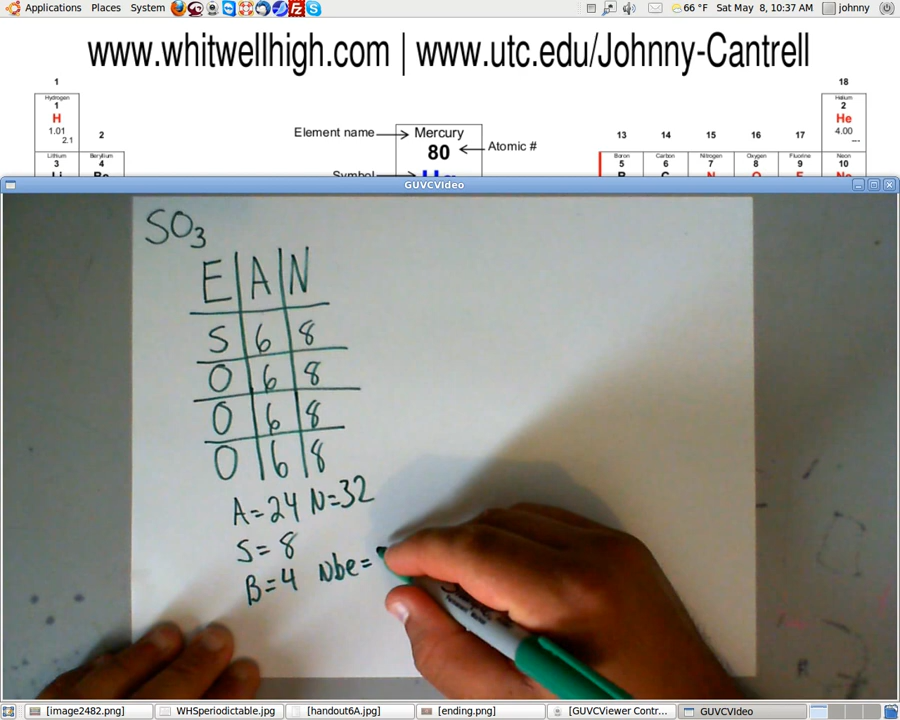 Applications Places System 66 °F Sat May 8, 10:37 AM johnny
www.whitwellhigh.com | www.utc.edu/Johnny-Cantrell
1 18
Hydrogen
1
H
1.01
2.1
2
Element name Mercury
80 Atomic #
Symbol
13 14 15 16 17
Helium
2
He
4.00
---
Lithium Beryllium Boron Carbon Nitrogen Oxygen Fluorine Neon
3 4 5 6 7 8 9 10
GUVCVideo
SO3
E A N
S 6 8
O 6 8
O 6 8
O 6 8
A=24 N=32
S=8
B=4 Nbe=
[image2482.png] WHSperiodictable.jpg [handout6A.jpg] [ending.png] [GUVCViewer Contr... GUVCVideo